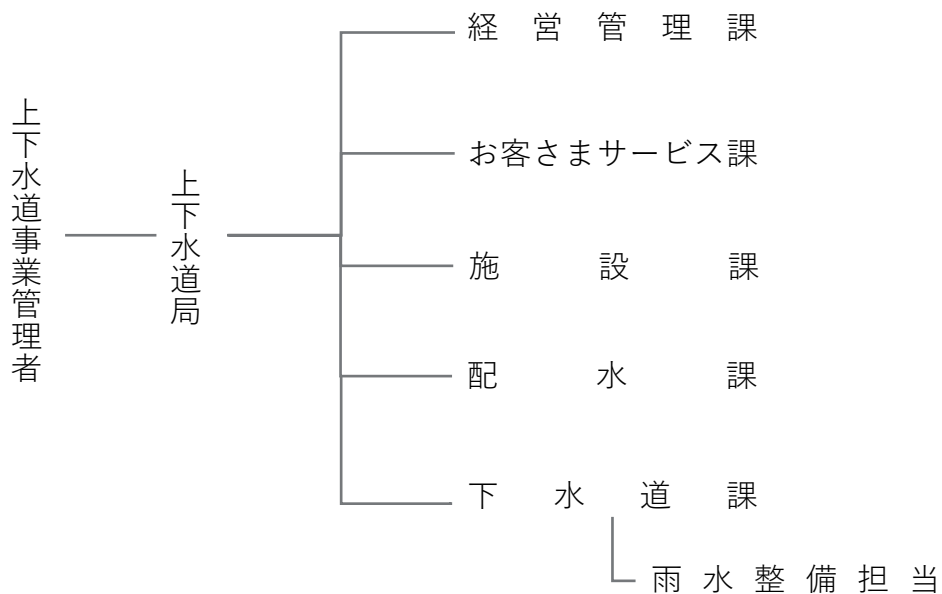 上下水道事業管理者
上下水道局
経営管理課
お客さまサービス課
施設課
配水課
下水道課
雨水整備担当